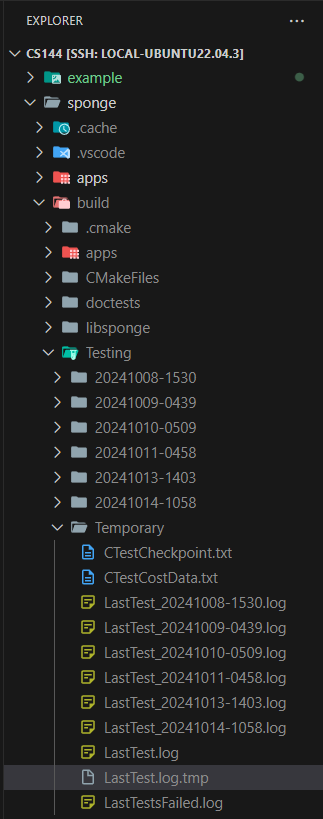 EXPLORER
CS144 [SSH: LOCAL-UBUNTU22.04.3]
example
sponge
.cache
.vscode
apps
build
.cmake
apps
CMakeFiles
doctests
libsponge
Testing
20241008-1530
20241009-0439
20241010-0509
20241011-0458
20241013-1403
20241014-1058
Temporary
CTestCheckpoint.txt
CTestCostData.txt
LastTest_20241008-1530.log
LastTest_20241009-0439.log
LastTest_20241010-0509.log
LastTest_20241011-0458.log
LastTest_20241013-1403.log
LastTest_20241014-1058.log
LastTest.log
LastTest.log.tmp
LastTestsFailed.log